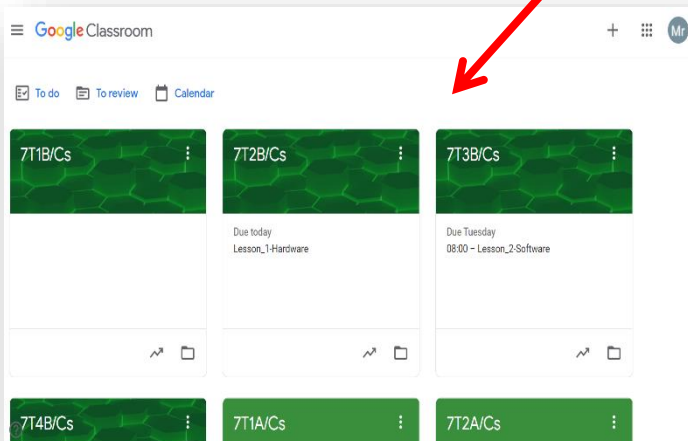 Google Classroom
Mr
To do To review Calendar
7T1B/Cs 7T2B/Cs 7T3B/Cs
Due today Due Tuesday
Lesson_1-Hardware 08:00 – Lesson_2-Software
7T4B/Cs 7T1A/Cs 7T2A/Cs